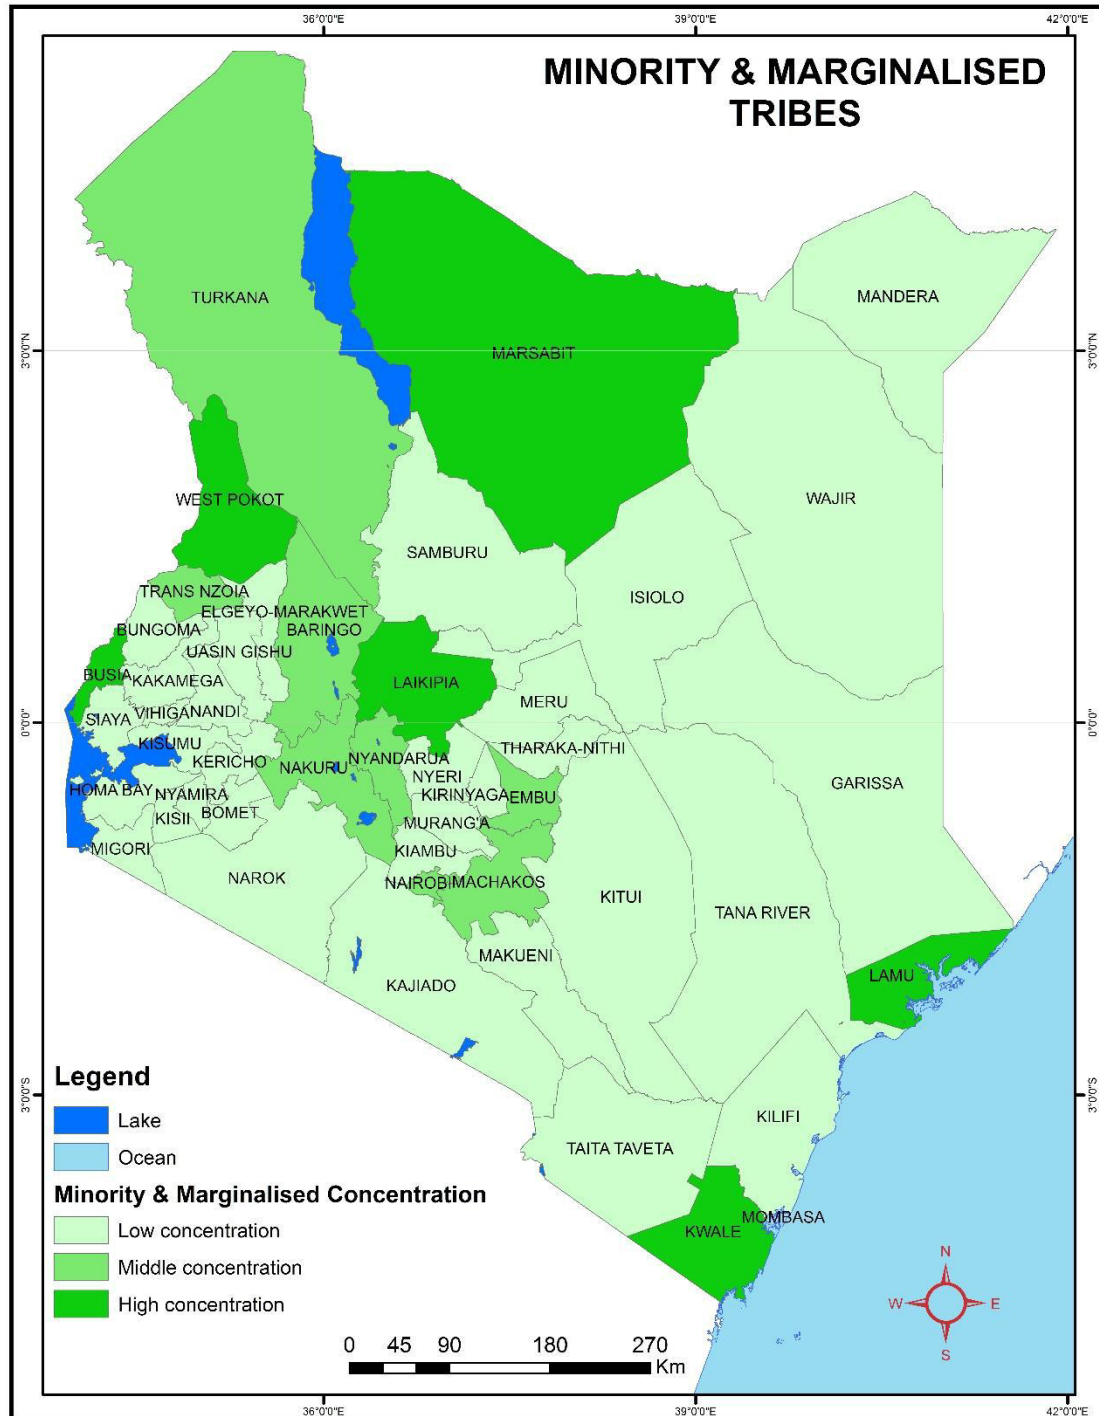 36°0'0"E 39°0'0"E 42°0'0"E
MINORITY & MARGINALISED
TRIBES
MANDERA
TURKANA
3°0'0"N 3°0'0"N
MARSABIT
WEST POKOT
WAJIR
SAMBURU
TRANS NZOIA
ISIOLO
ELGEYO-MARAKWET
BUNGOMA
BARINGO
UASIN GISHU
BUSIA
KAKAMEGA
LAIKIPIA
MERU
SIAYA
VIHIGA
NANDI
0°0'0" 0°0'0"
KISUMU
THARAKA-NITHI
KERICHO
NYANDARUA
NAKURU
NYERI
GARISSA
HOMA BAY
NYAMIRA
KIRINYAGA
EMBU
BOMET
KISII
MURANG'A
MIGORI
KIAMBU
NAROK
NAIROBI
MACHAKOS
KITUI
TANA RIVER
MAKUENI
LAMU
KAJIADO
Legend
3°0'0"S 3°0'0"S
Lake
KILIFI
TAITA TAVETA
Ocean
Minority & Marginalised Concentration
MOMBASA
Low concentration
KWALE
Middle concentration
N
High concentration
W E
S
0 45 90 180 270
Km
36°0'0"E 39°0'0"E 42°0'0"E